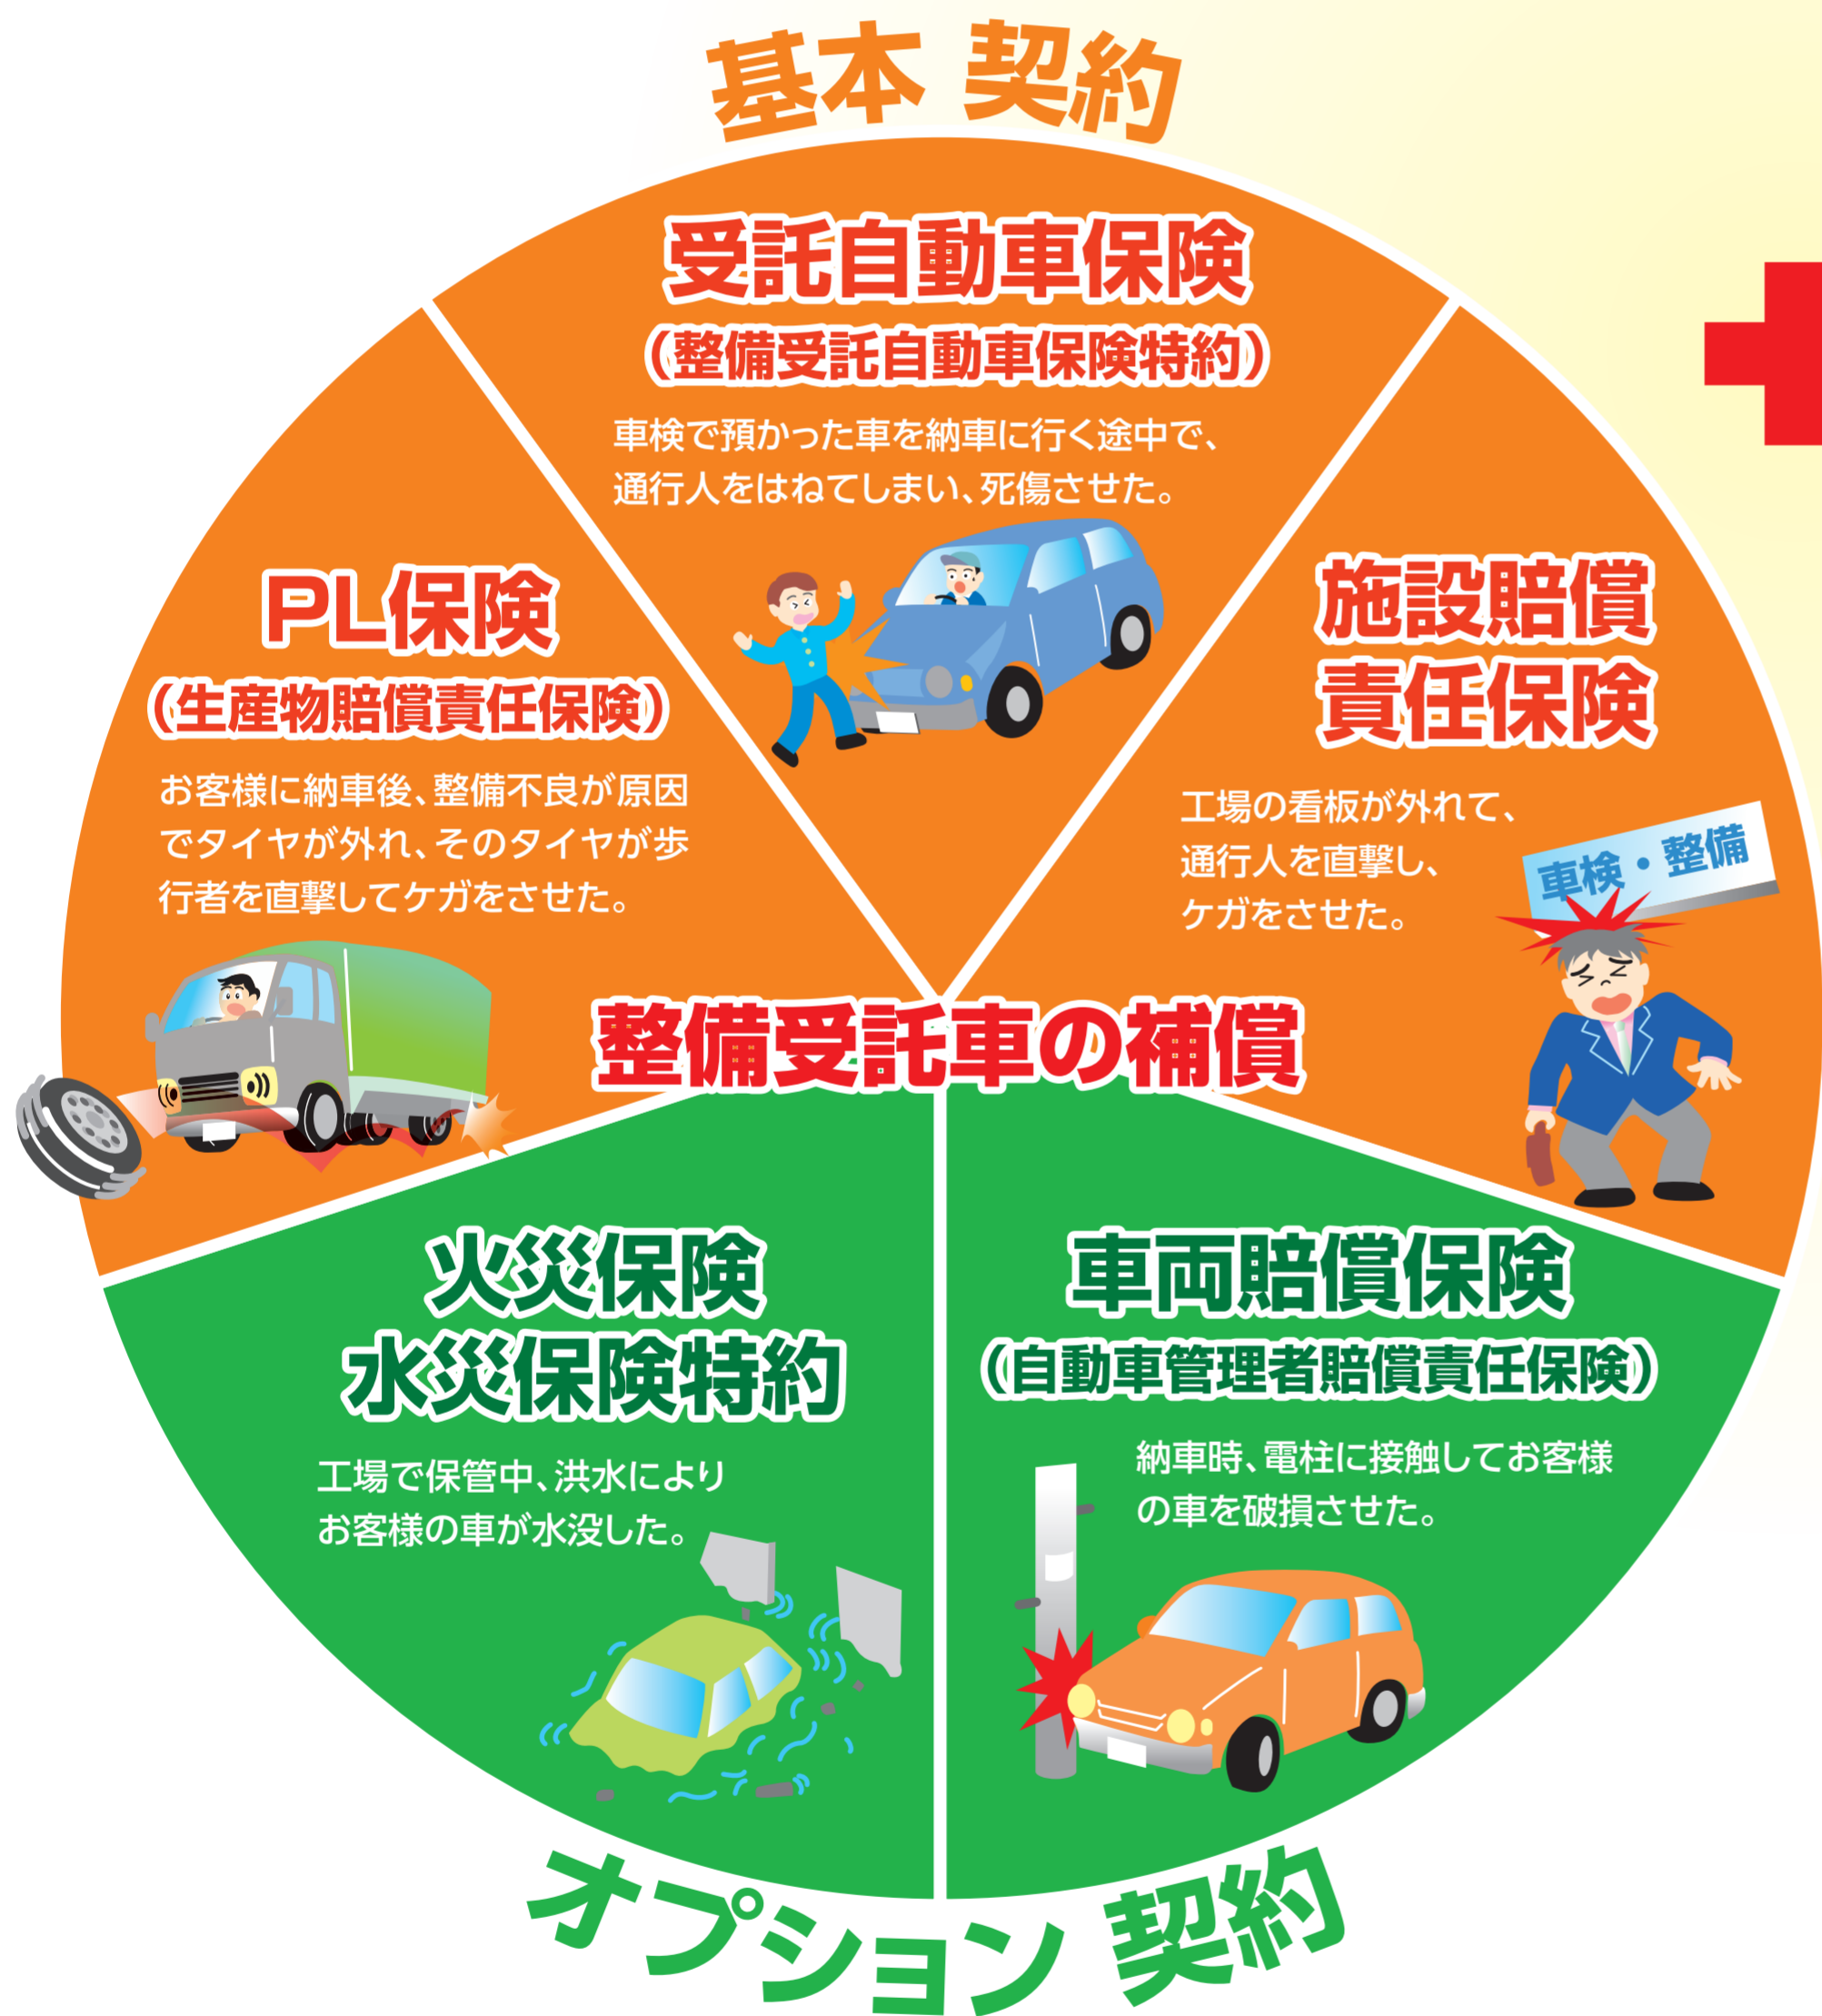 基本 契約
受託自動車保険
(整備受託自動車保険特約)
車検で預かった車を納車に行く途中で、
通行人をはねてしまい、死傷させた。
PL保険
(生産物賠償責任保険)
お客様に納車後、整備不良が原因
でタイヤが外れ、そのタイヤが歩
行者を直撃してケガをさせた。
施設賠償
責任保険
工場の看板が外れて、
通行人を直撃し、
ケガをさせた。
車検・整備
整備受託車の補償
火災保険
水災保険特約
工場で保管中、洪水により
お客様の車が水没した。
車両賠償保険
(自動車管理者賠償責任保険)
納車時、電柱に接触してお客様
の車を破損させた。
オプション 契約